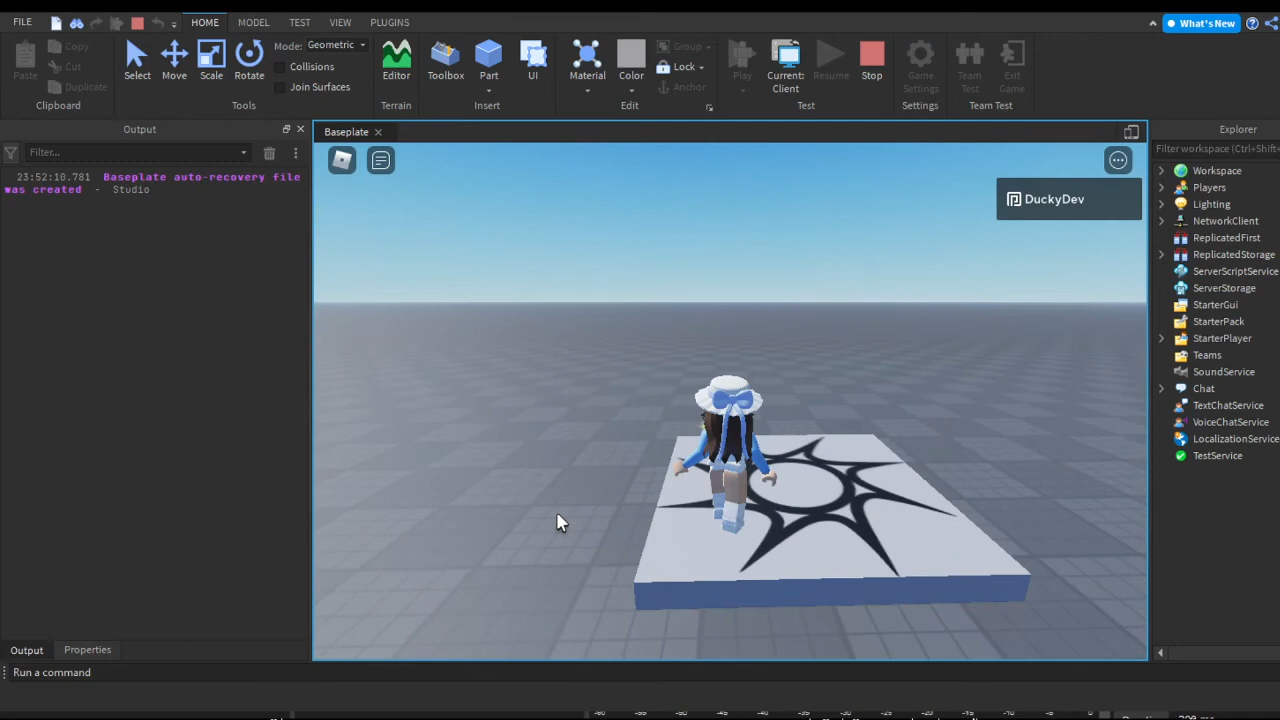 FILE HOME MODEL TEST VIEW PLUGINS What's New
Copy
Cut
Paste Duplicate
Select Move Scale Rotate
Mode: Geometric
Collisions
Join Surfaces
Editor Toolbox Part UI Material Color
Group
Lock
Anchor
Play Current: Client Resume Stop Game Settings Team Test Exit Game
Clipboard Tools Terrain Insert Edit Test Settings Team Test
Output Baseplate Explorer
Filter... Filter workspace (Ctrl+Shift+
23:52:10.781 Baseplate auto-recovery file
was created - Studio
DuckyDev
Workspace
Players
Lighting
NetworkClient
ReplicatedFirst
ReplicatedStorage
ServerScriptService
ServerStorage
StarterGui
StarterPack
StarterPlayer
Teams
SoundService
Chat
TextChatService
VoiceChatService
LocalizationService
TestService
Output Properties
Run a command